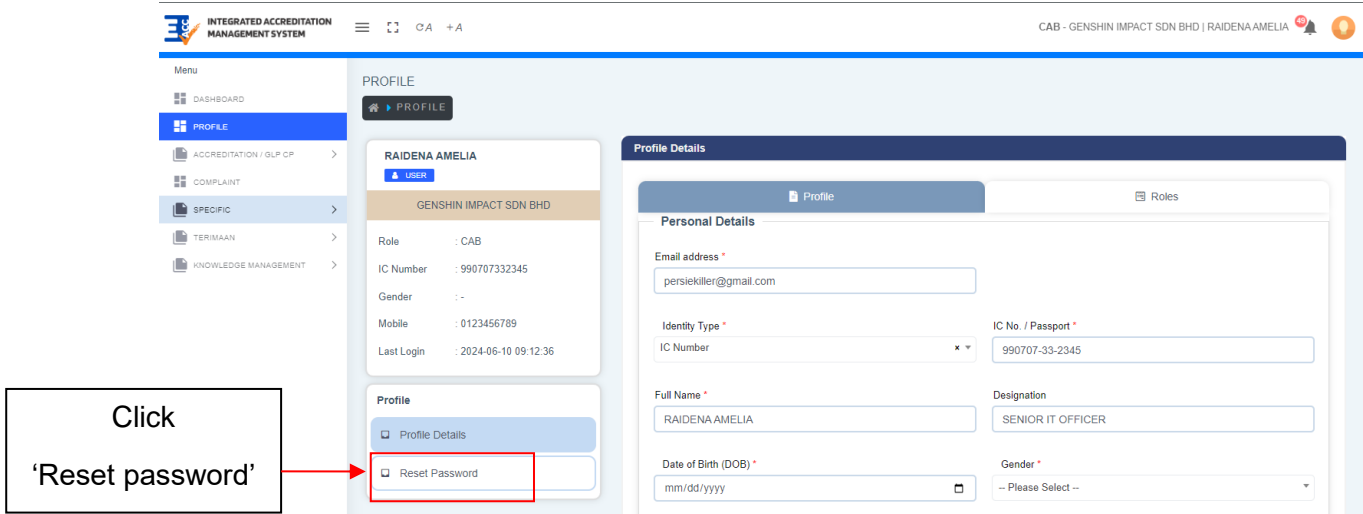 INTEGRATED ACCREDITATION
MANAGEMENT SYSTEM
ACC
A +A
CAB - GENSHIN IMPACT SDN BHD | RAIDENA AMELIA
49
Menu
DASHBOARD
PROFILE
ACCREDITATION / GLP CP
COMPLAINT
SPECIFIC
TERIMAAN
KNOWLEDGE MANAGEMENT
PROFILE
PROFILE
RAIDENA AMELIA
USER
GENSHIN IMPACT SDN BHD
Role : CAB
IC Number : 990707332345
Gender : -
Mobile : 0123456789
Last Login : 2024-06-10 09:12:36
Profile
Profile Details
Reset Password
Click
‘Reset password’
Profile Details
Profile
Roles
Personal Details
Email address *
persiekiller@gmail.com
Identity Type *
IC Number × 
IC No. / Passport *
990707-33-2345
Full Name *
RAIDENA AMELIA
Designation
SENIOR IT OFFICER
Date of Birth (DOB) *
mm/dd/yyyy
Gender *
-- Please Select --